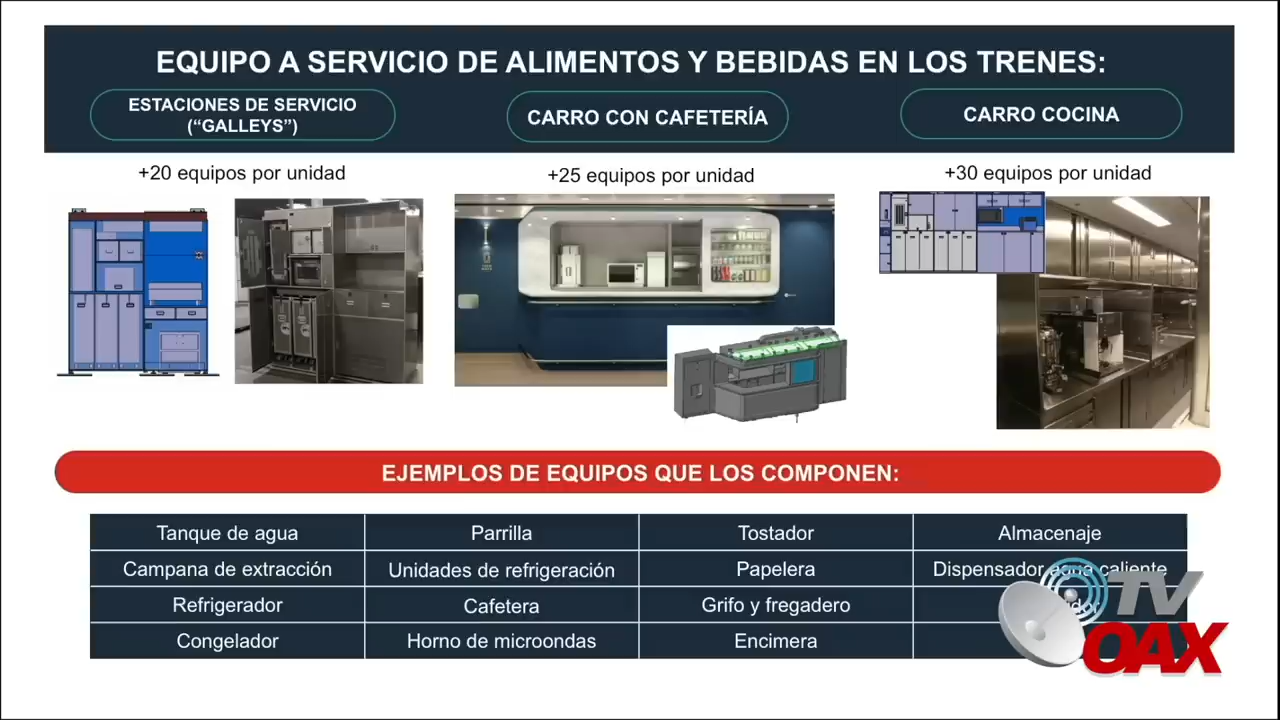 EQUIPO A SERVICIO DE ALIMENTOS Y BEBIDAS EN LOS TRENES:
ESTACIONES DE SERVICIO
(“GALLEYS”)
CARRO CON CAFETERÍA
CARRO COCINA
+20 equipos por unidad
+25 equipos por unidad
+30 equipos por unidad
EJEMPLOS DE EQUIPOS QUE LOS COMPONEN:
Tanque de agua
Parrilla
Tostador
Almacenaje
Campana de extracción
Unidades de refrigeración
Papelera
Dispensador agua caliente
Refrigerador
Cafetera
Grifo y fregadero
Congelador
Horno de microondas
Encimera
TV
OAX